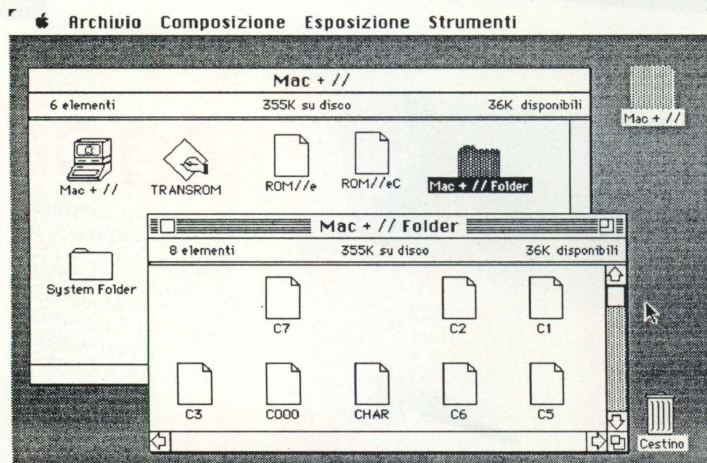 Archivio Composizione Esposizione Strumenti
Mac + //
6 elementi 355K su disco 36K disponibili
Mac + //
Mac + // TRANSROM ROM//e ROM//eC Mac + // Folder
System Folder
Mac + // Folder
8 elementi 355K su disco 36K disponibili
C7 C2 C1
C3 C000 CHAR C6 C5
Cestino